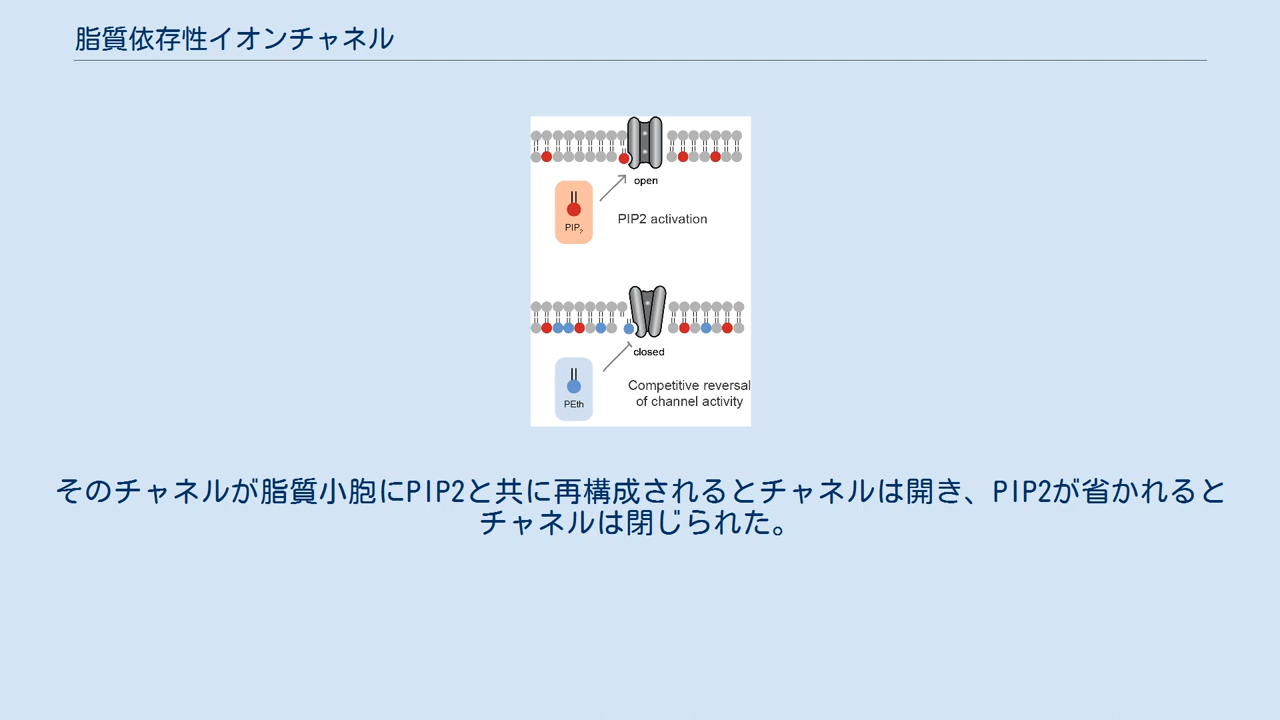 脂質依存性イオンチャネル
open
PIP2
PIP2 activation
closed
PEth
Competitive reversal
of channel activity
そのチャネルが脂質小胞にPIP2と共に再構成されるとチャネルは開き、PIP2が省かれると
チャネルは閉じられた。